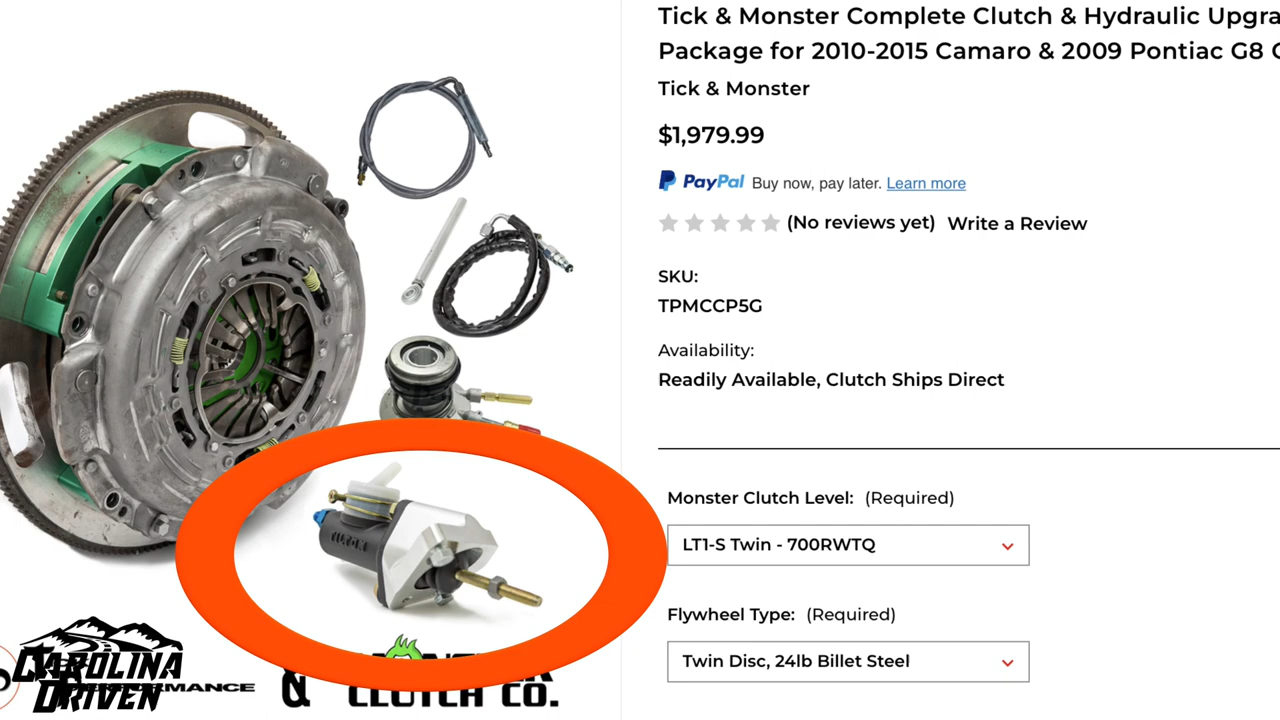 Tick & Monster Complete Clutch & Hydraulic Upgra
Package for 2010-2015 Camaro & 2009 Pontiac G8 G
Tick & Monster
$1,979.99
PayPal Buy now, pay later. Learn more
(No reviews yet) Write a Review
SKU:
TPMCCP5G
Availability:
Readily Available, Clutch Ships Direct
Monster Clutch Level: (Required)
LT1-S Twin - 700RWTQ
Flywheel Type: (Required)
Twin Disc, 24lb Billet Steel
TILTON
CAROLINA
DRIVEN
&
CLUTCH CO.